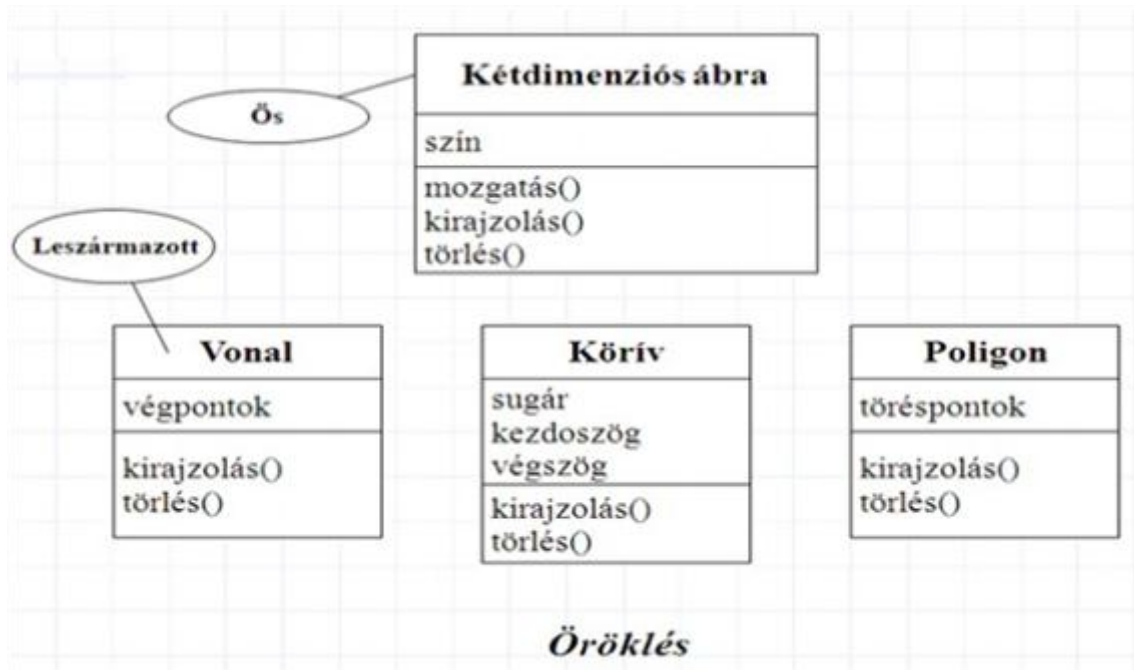 Kétdimenziós ábra
Ős
szín
mozgatás()
kirajzolás()
törlés()
Leszármazott
Vonal
végpontok
kirajzolás()
törlés()
Körív
sugár
kezdoszög
végszög
kirajzolás()
törlés()
Poligon
töréspontok
kirajzolás()
törlés()
Öröklés